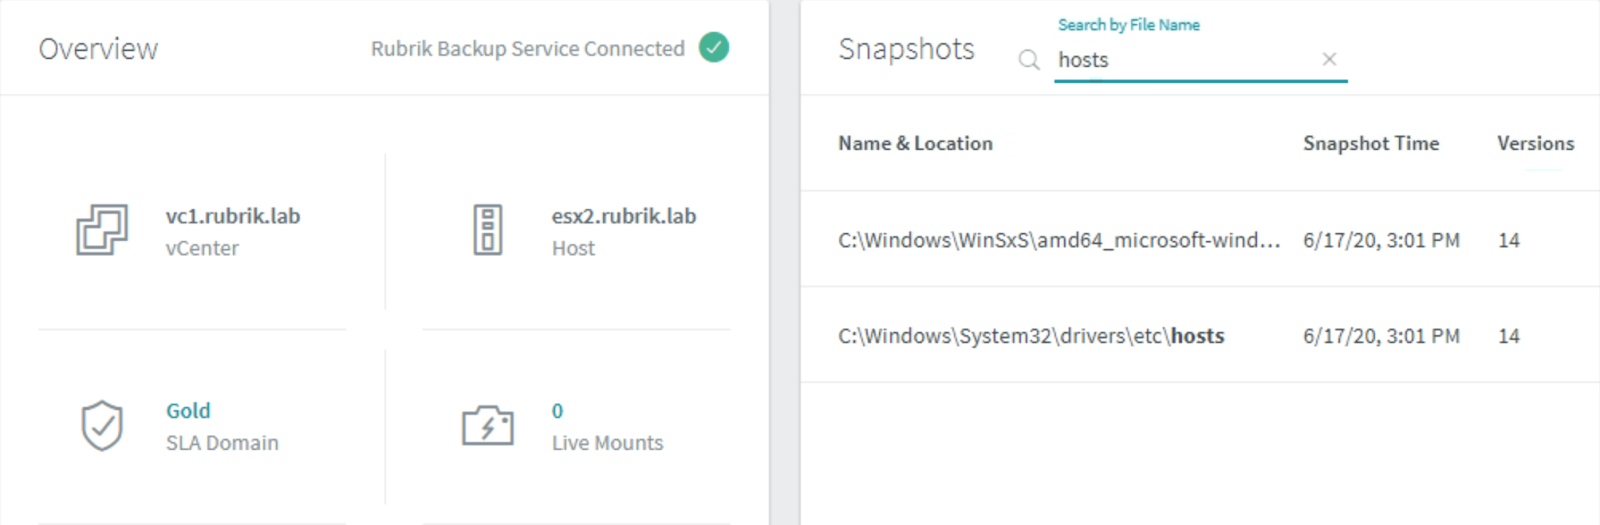 Overview
Rubrik Backup Service Connected
vc1.rubrik.lab
vCenter
esx2.rubrik.lab
Host
Gold
SLA Domain
0
Live Mounts
Snapshots
Search by File Name
hosts
Name & Location Snapshot Time Versions
C:\Windows\WinSxS\amd64_microsoft-wind... 6/17/20, 3:01 PM 14
C:\Windows\System32\drivers\etc\hosts 6/17/20, 3:01 PM 14